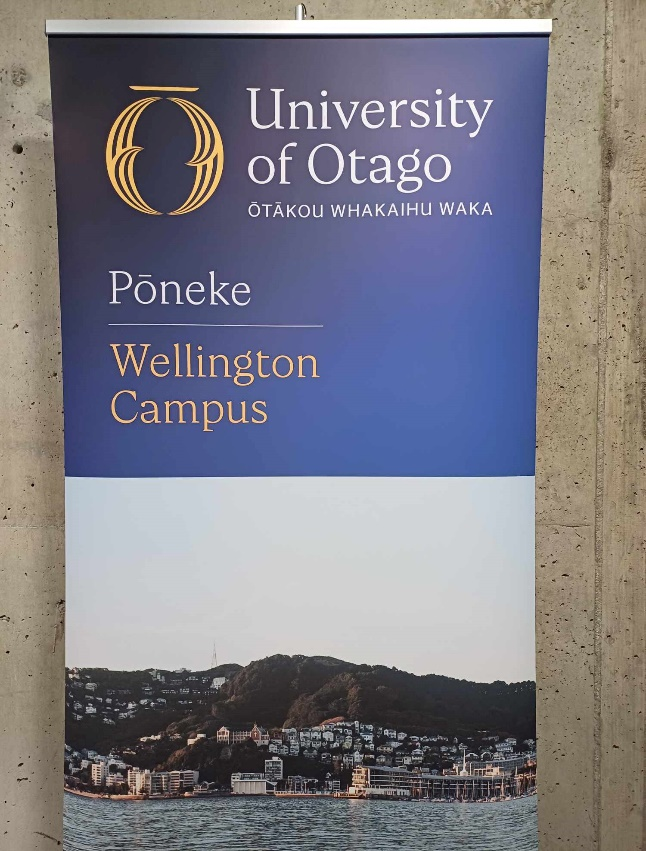 University
of Otago
ŌTĀKOU WHAKAIHU WAKA
Pōneke
Wellington
Campus